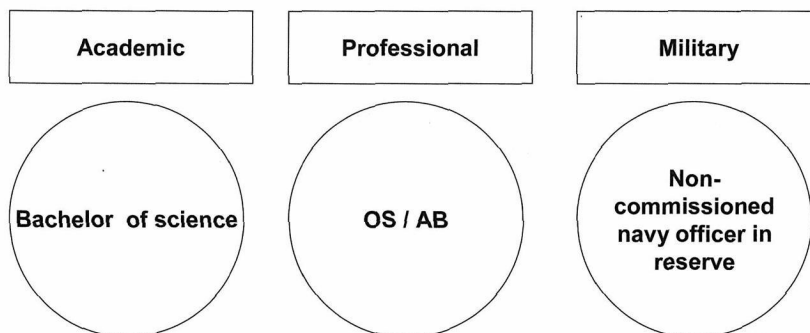 Academic
Professional
Military
Bachelor of science
OS / AB
Non-
commissioned
navy officer in
reserve